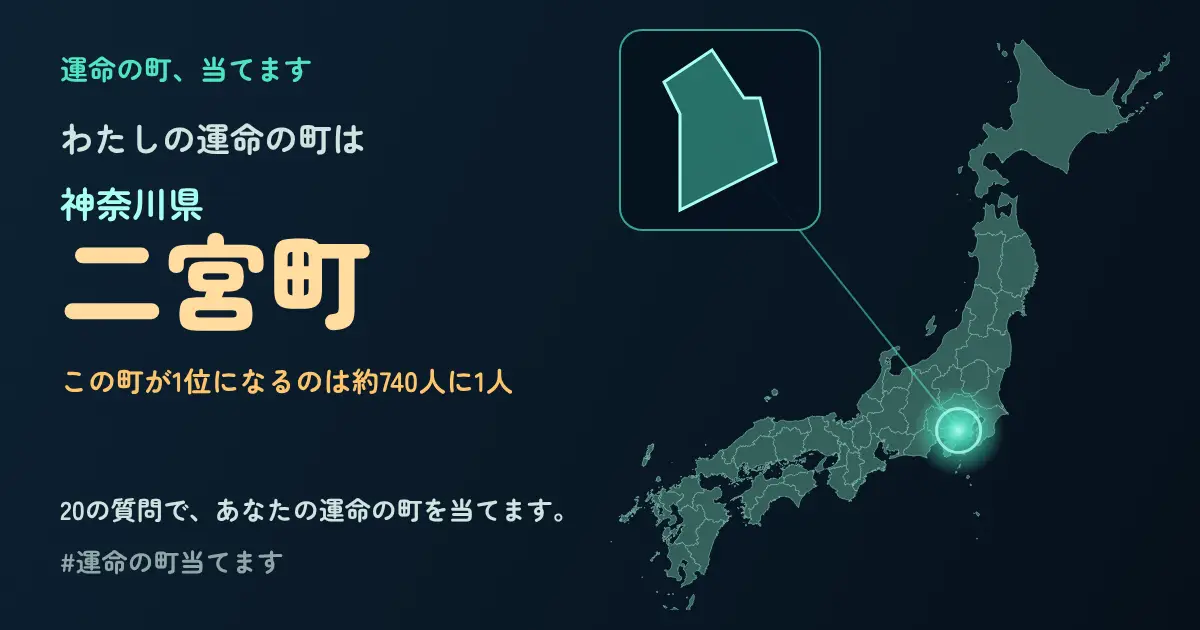 運命の町、当てます
わたしの運命の町は
神奈川県
二宮町
この町が1位になるのは約740人に1人
20の質問で、あなたの運命の町を当てます。
#運命の町当てます